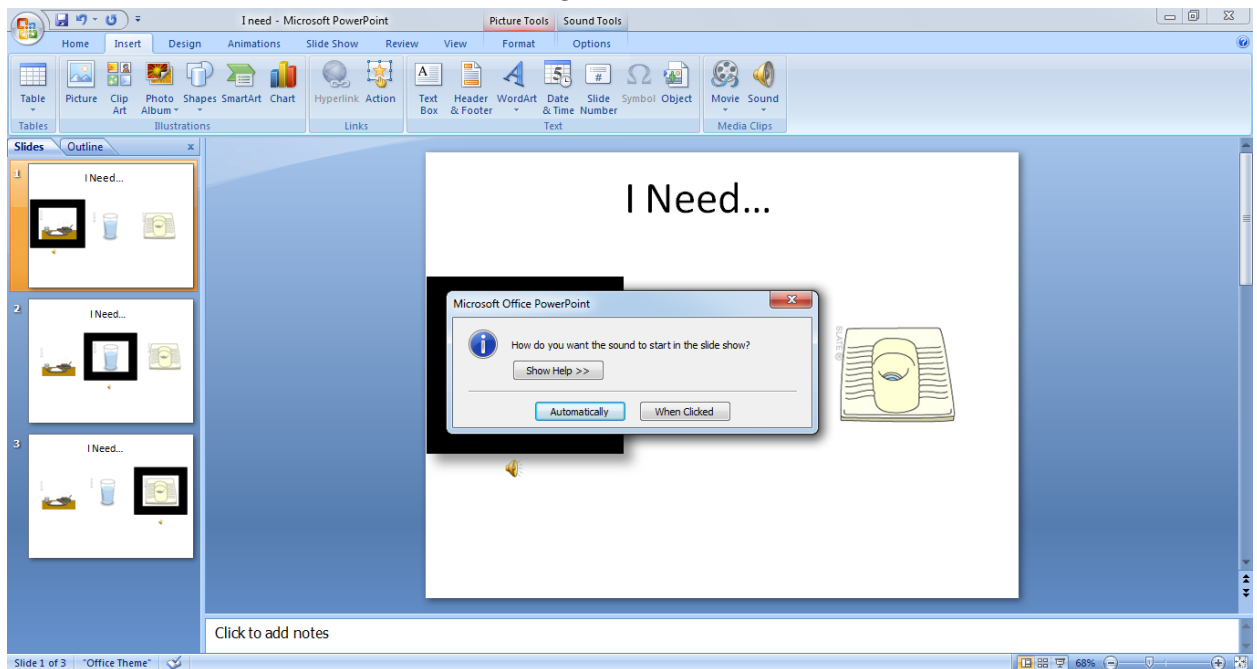 I need - Microsoft PowerPoint
Picture Tools
Sound Tools
Home Insert Design Animations Slide Show Review View Format Options
Table
Picture
Clip Art
Photo Album
Shapes
SmartArt
Chart
Hyperlink
Action
Text Box
Header & Footer
WordArt
Date & Time
Slide Number
Symbol
Object
Movie
Sound
Tables
Illustrations
Links
Text
Media Clips
Slides
Outline
x
1
I Need...
2
I Need...
3
I Need...
I Need...
SLATE ©
Microsoft Office PowerPoint
How do you want the sound to start in the slide show?
Show Help >>
Automatically
When Clicked
Click to add notes
Slide 1 of 3
"Office Theme"
68%